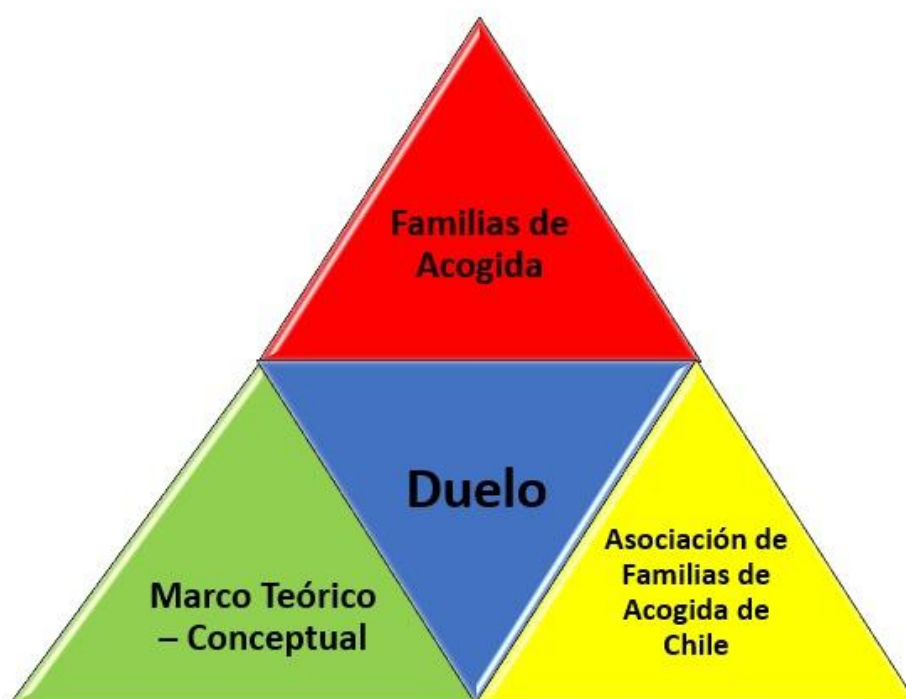 Familias de
Acogida
Duelo
Marco Teórico
– Conceptual
Asociación de
Familias de
Acogida de
Chile